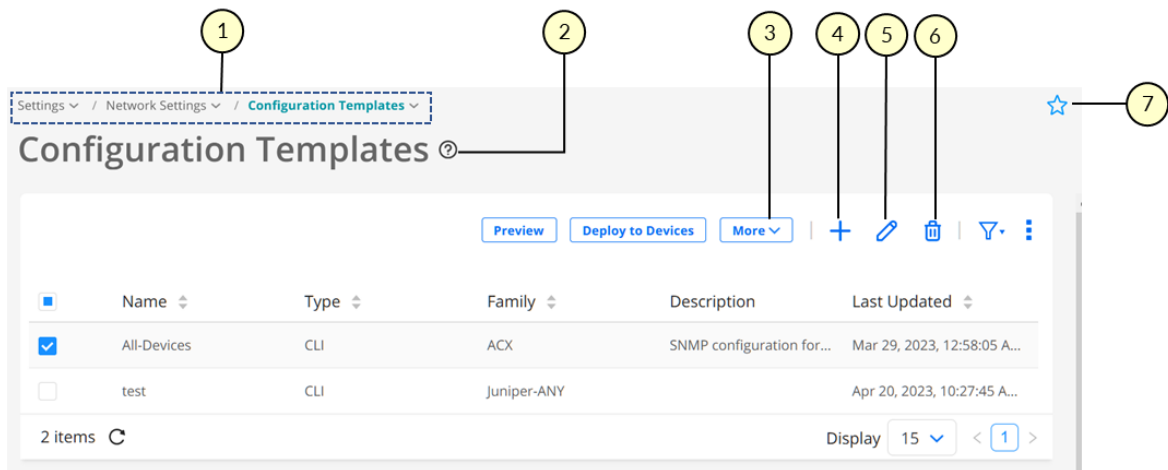 1 2 3 4 5 6
Settings / Network Settings / Configuration Templates
7
Configuration Templates ?
Preview Deploy to Devices More
Name Type Family Description Last Updated
All-Devices CLI ACX SNMP configuration for... Mar 29, 2023, 12:58:05 A...
test CLI Juniper-ANY Apr 20, 2023, 10:27:45 A...
2 items Display 15 < 1 >